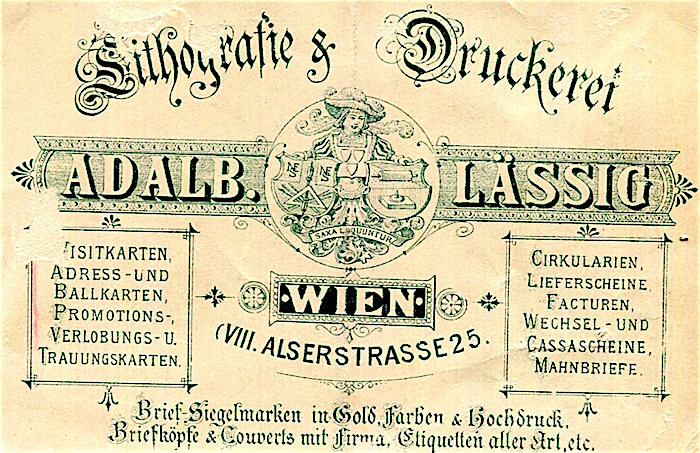 Lithografie & Druckerei
ADALB. LÄSSIG
SAXA LOQUUNTUR
VISITKARTEN,
ADRESS- UND
BALLKARTEN,
PROMOTIONS-,
VERLOBUNGS- U.
TRAUUNGSKARTEN.
WIEN
(VIII. ALSERSTRASSE 25.
CIRKULARIEN,
LIEFERSCHEINE,
FACTUREN,
WECHSEL- UND
CASSASCHEINE,
MAHNBRIEFE.
Brief-Siegelmarken in Gold, Farben & Hochdruck,
Briefköpfe & Couverts mit Firma, Etiquetten aller Art, etc.